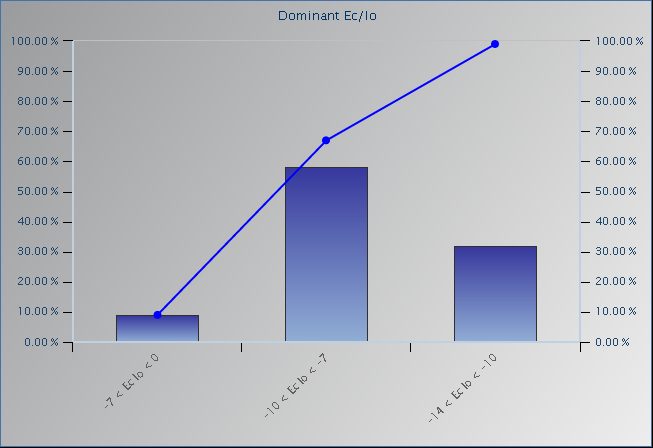 Dominant Ec/Io
100.00 % 100.00 %
90.00 % 90.00 %
80.00 % 80.00 %
70.00 % 70.00 %
60.00 % 60.00 %
50.00 % 50.00 %
40.00 % 40.00 %
30.00 % 30.00 %
20.00 % 20.00 %
10.00 % 10.00 %
0.00 % 0.00 %
-7 < Ec Io < 0
-10 < Ec Io < -7
-14 < Ec Io < -10